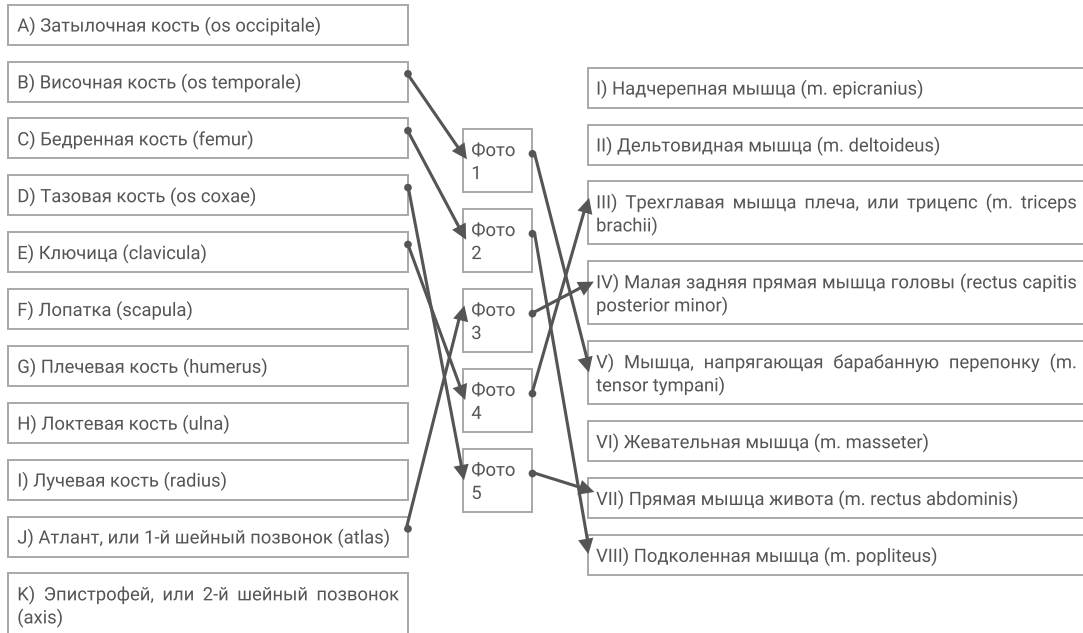 A) Затылочная кость (os occipitale)
B) Височная кость (os temporale)
C) Бедренная кость (femur)
D) Тазовая кость (os coxae)
E) Ключица (clavicula)
F) Лопатка (scapula)
G) Плечевая кость (humerus)
H) Локтевая кость (ulna)
I) Лучевая кость (radius)
J) Атлант, или 1-й шейный позвонок (atlas)
K) Эпистрофей, или 2-й шейный позвонок
(axis)
Фото
1
Фото
2
Фото
3
Фото
4
Фото
5
I) Надчерепная мышца (m. epicranius)
II) Дельтовидная мышца (m. deltoideus)
III) Трехглавая мышца плеча, или трицепс (m. triceps
brachii)
IV) Малая задняя прямая мышца головы (rectus capitis
posterior minor)
V) Мышца, напрягающая барабанную перепонку (m.
tensor tympani)
VI) Жевательная мышца (m. masseter)
VII) Прямая мышца живота (m. rectus abdominis)
VIII) Подколенная мышца (m. popliteus)